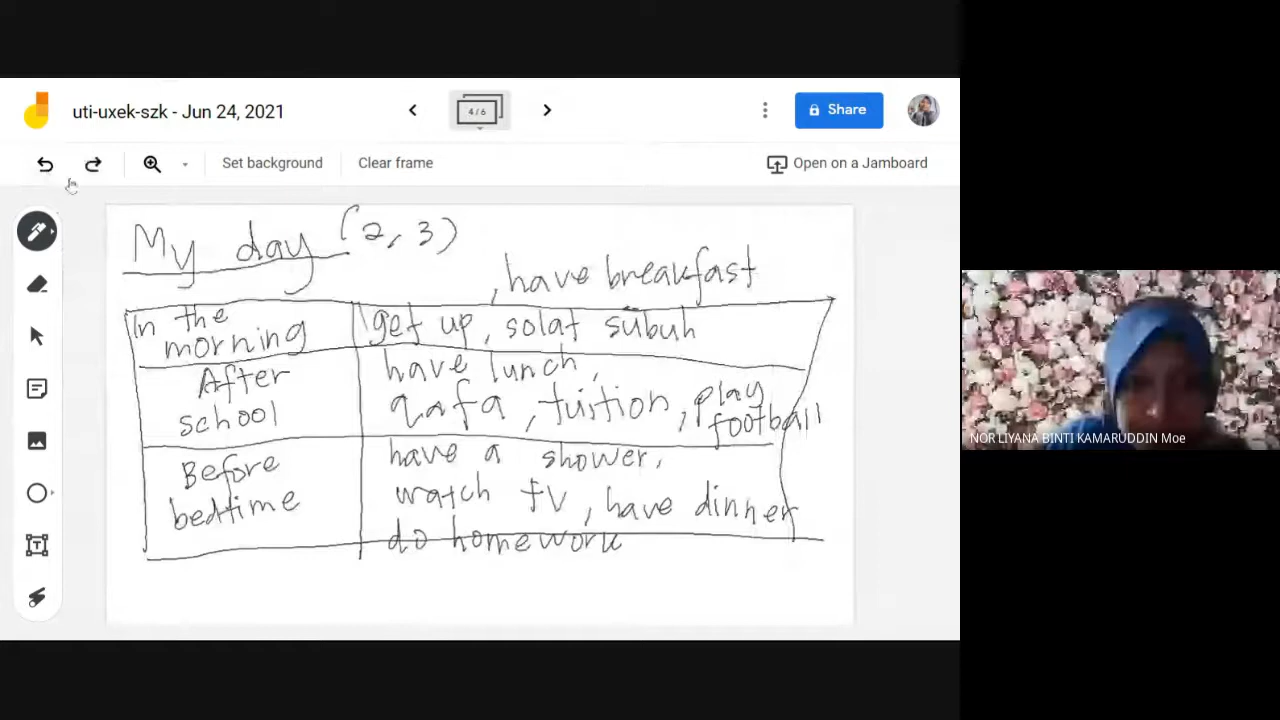 uti-uxek-szk - Jun 24, 2021
4/6
Share
Set background
Clear frame
Open on a Jamboard
My day (2, 3)
, have breakfast
In the
morning
get up, solat subuh
After
school
have lunch,
qafa, tuition, play
football
Before
bedtime
have a shower,
watch tv, have dinner
do homework
NOR LIYANA BINTI KAMARUDDIN Moe